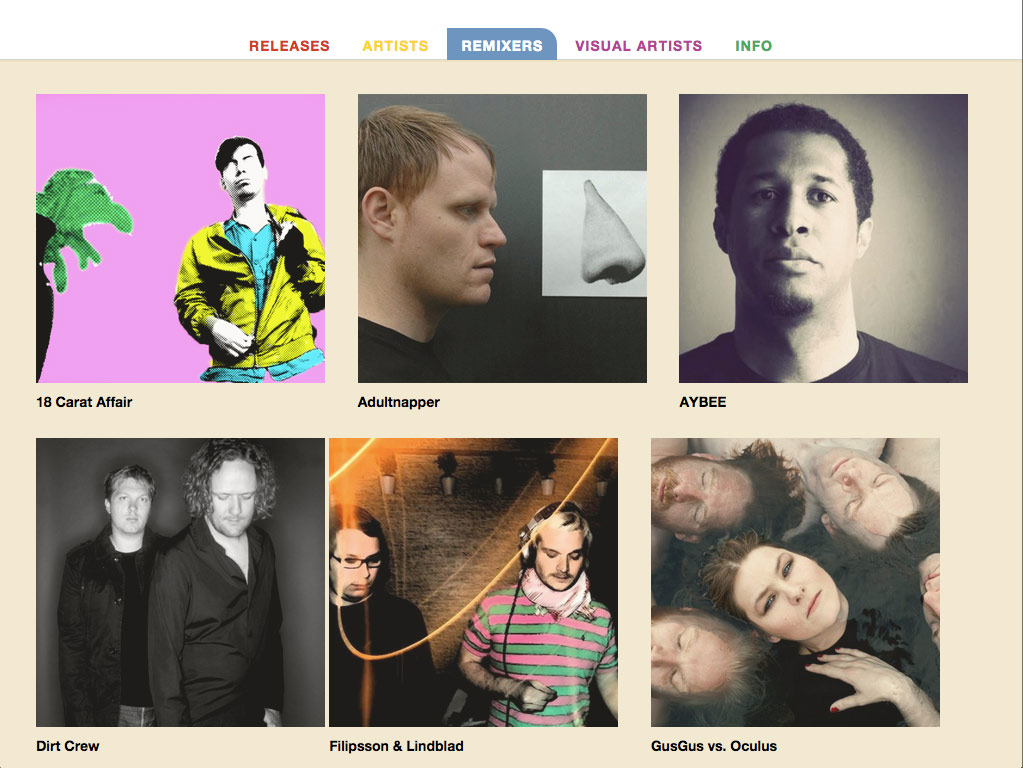 RELEASES ARTISTS REMIXERS VISUAL ARTISTS INFO
18 Carat Affair Adultnapper AYBEE
Dirt Crew Filipsson & Lindblad GusGus vs. Oculus